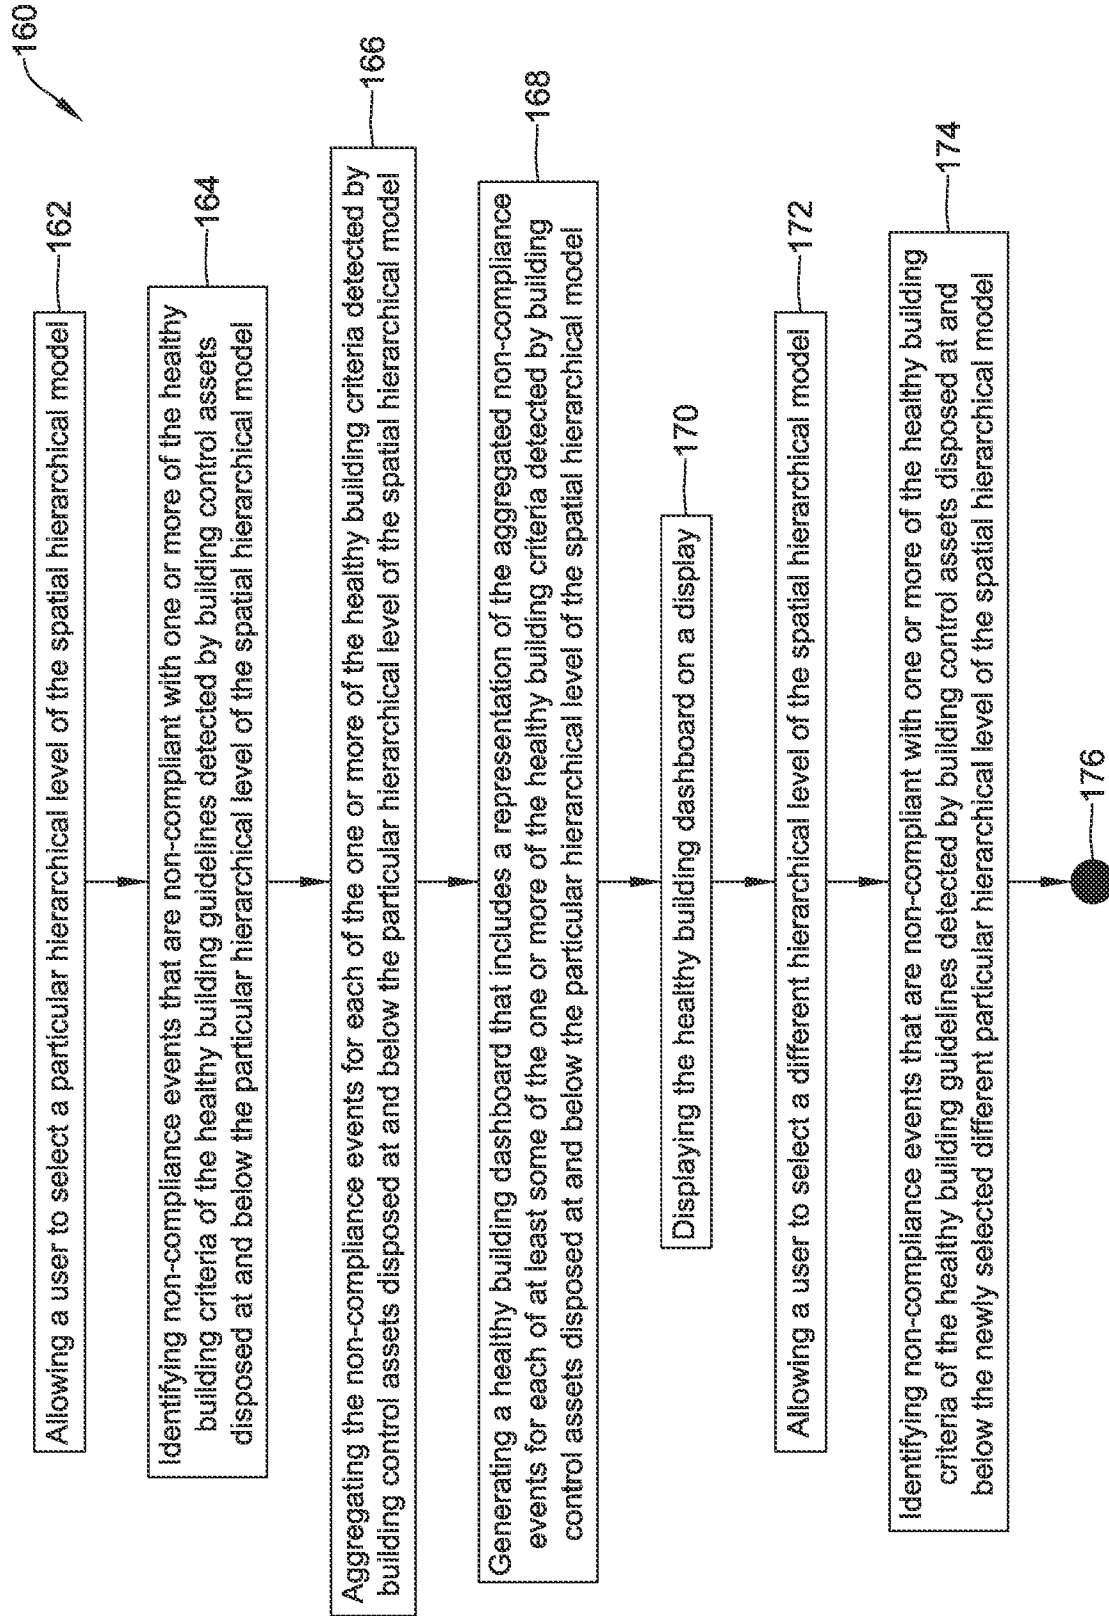 160
Allowing a user to select a particular hierarchical level of the spatial hierarchical model
162
Identifying non-compliance events that are non-compliant with one or more of the healthy
building criteria of the healthy building guidelines detected by building control assets
disposed at and below the particular hierarchical level of the spatial hierarchical model
164
Aggregating the non-compliance events for each of the one or more of the healthy building criteria detected by
building control assets disposed at and below the particular hierarchical level of the spatial hierarchical model
166
Generating a healthy building dashboard that includes a representation of the aggregated non-compliance
events for each of at least some of the one or more of the healthy building criteria detected by building
control assets disposed at and below the particular hierarchical level of the spatial hierarchical model
168
Displaying the healthy building dashboard on a display
170
Allowing a user to select a different hierarchical level of the spatial hierarchical model
172
Identifying non-compliance events that are non-compliant with one or more of the healthy building
criteria of the healthy building guidelines detected by building control assets disposed at and
below the newly selected different particular hierarchical level of the spatial hierarchical model
174
176